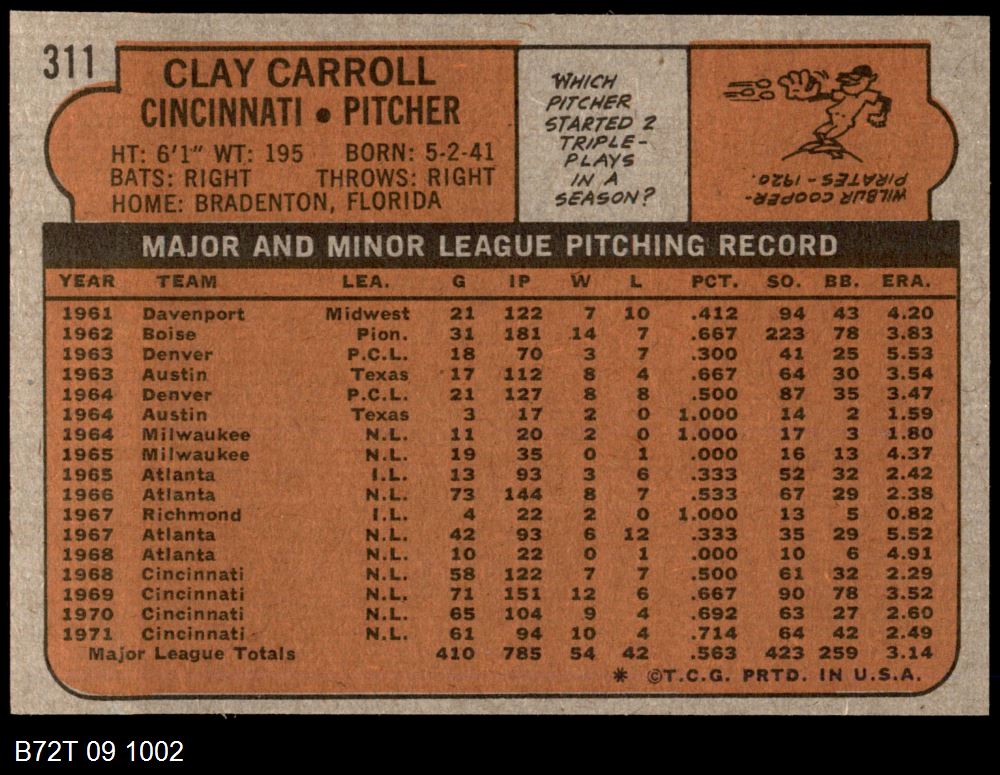 311
CLAY CARROLL
CINCINNATI • PITCHER
HT: 6'1" WT: 195 BORN: 5-2-41
BATS: RIGHT THROWS: RIGHT
HOME: BRADENTON, FLORIDA
WHICH
PITCHER
STARTED 2
TRIPLE-
PLAYS
IN A
SEASON?
WILBUR COOPER-
PIRATES-1920.
MAJOR AND MINOR LEAGUE PITCHING RECORD
YEAR TEAM LEA. G IP W L PCT. SO. BB. ERA.
1961 Davenport Midwest 21 122 7 10 .412 94 43 4.20
1962 Boise Pion. 31 181 14 7 .667 223 78 3.83
1963 Denver P.C.L. 18 70 3 7 .300 41 25 5.53
1963 Austin Texas 17 112 8 4 .667 64 30 3.54
1964 Denver P.C.L. 21 127 8 8 .500 87 35 3.47
1964 Austin Texas 3 17 2 0 1.000 14 2 1.59
1964 Milwaukee N.L. 11 20 2 0 1.000 17 3 1.80
1965 Milwaukee N.L. 19 35 0 1 .000 16 13 4.37
1965 Atlanta I.L. 13 93 3 6 .333 52 32 2.42
1966 Atlanta N.L. 73 144 8 7 .533 67 29 2.38
1967 Richmond I.L. 4 22 2 0 1.000 13 5 0.82
1967 Atlanta N.L. 42 93 6 12 .333 35 29 5.52
1968 Atlanta N.L. 10 22 0 1 .000 10 6 4.91
1968 Cincinnati N.L. 58 122 7 7 .500 61 32 2.29
1969 Cincinnati N.L. 71 151 12 6 .667 90 78 3.52
1970 Cincinnati N.L. 65 104 9 4 .692 63 27 2.60
1971 Cincinnati N.L. 61 94 10 4 .714 64 42 2.49
Major League Totals 410 785 54 42 .563 423 259 3.14
* ©T.C.G. PRTD. IN U.S.A.
B72T 09 1002